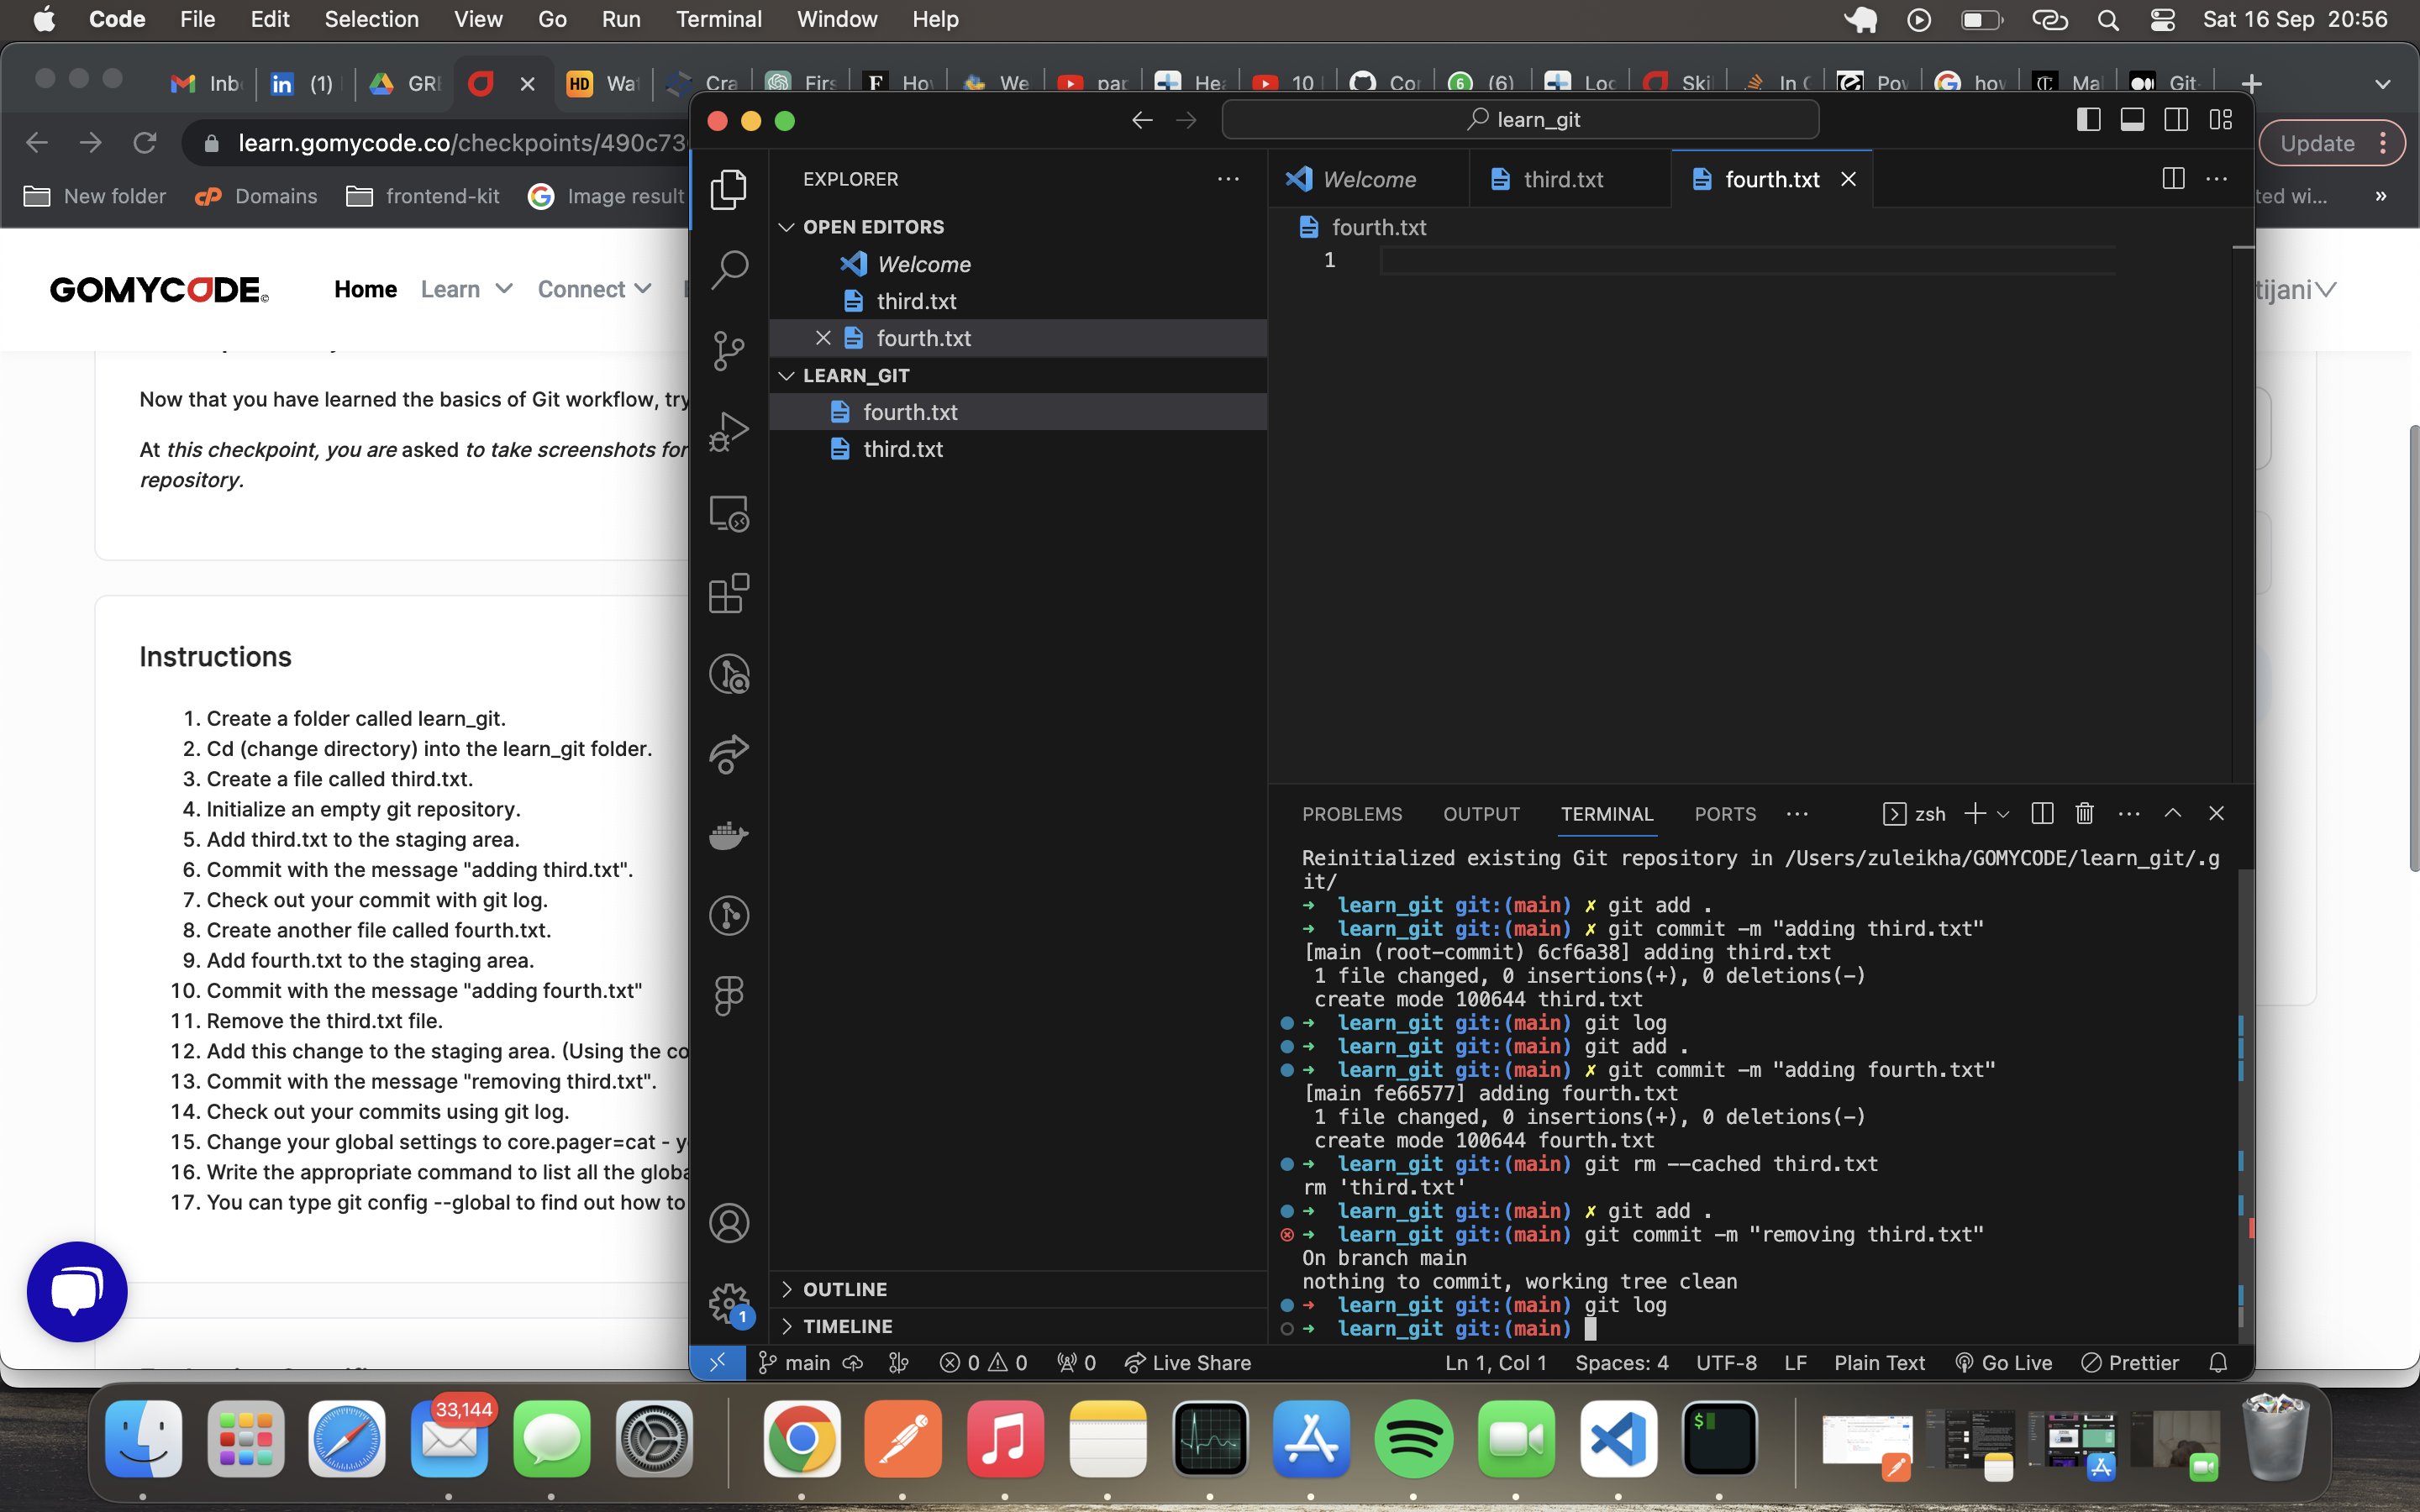 Code File Edit Selection View Go Run Terminal Window Help Sat 16 Sep 20:56
Inb (1) GRE HD Wat Cra Firs F Hov We pap Hea 10 Cor 6 (6) Loc Skil In C Pov hov Ma Git
learn.gomycode.co/checkpoints/490c73 Update
New folder Domains frontend-kit Image result ted wi... »
learn_git
GOMYCODE Home Learn Connect tijani
Now that you have learned the basics of Git workflow, try
At this checkpoint, you are asked to take screenshots for
repository.
Instructions
1. Create a folder called learn_git.
2. Cd (change directory) into the learn_git folder.
3. Create a file called third.txt.
4. Initialize an empty git repository.
5. Add third.txt to the staging area.
6. Commit with the message "adding third.txt".
7. Check out your commit with git log.
8. Create another file called fourth.txt.
9. Add fourth.txt to the staging area.
10. Commit with the message "adding fourth.txt"
11. Remove the third.txt file.
12. Add this change to the staging area. (Using the co
13. Commit with the message "removing third.txt".
14. Check out your commits using git log.
15. Change your global settings to core.pager=cat - y
16. Write the appropriate command to list all the globa
17. You can type git config --global to find out how to
EXPLORER
OPEN EDITORS
Welcome
third.txt
fourth.txt
LEARN_GIT
fourth.txt
third.txt
OUTLINE
TIMELINE
1
Welcome third.txt fourth.txt
fourth.txt
1
PROBLEMS OUTPUT TERMINAL PORTS zsh
Reinitialized existing Git repository in /Users/zuleikha/GOMYCODE/learn_git/.g
it/
➜ learn_git git:(main) ✗ git add .
➜ learn_git git:(main) ✗ git commit -m "adding third.txt"
[main (root-commit) 6cf6a38] adding third.txt
1 file changed, 0 insertions(+), 0 deletions(-)
create mode 100644 third.txt
➜ learn_git git:(main) git log
➜ learn_git git:(main) git add .
➜ learn_git git:(main) ✗ git commit -m "adding fourth.txt"
[main fe66577] adding fourth.txt
1 file changed, 0 insertions(+), 0 deletions(-)
create mode 100644 fourth.txt
➜ learn_git git:(main) git rm --cached third.txt
rm 'third.txt'
➜ learn_git git:(main) ✗ git add .
➜ learn_git git:(main) git commit -m "removing third.txt"
On branch main
nothing to commit, working tree clean
➜ learn_git git:(main) git log
➜ learn_git git:(main)
main 0 0 0 Live Share Ln 1, Col 1 Spaces: 4 UTF-8 LF Plain Text Go Live Prettier
33,144
$